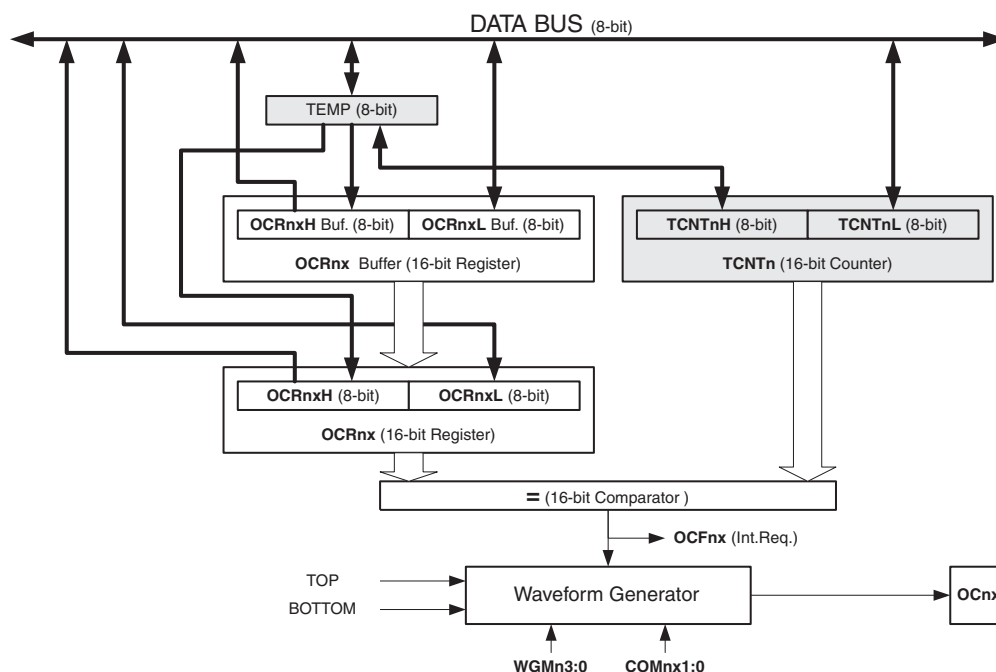 DATA BUS (8-bit)
TEMP (8-bit)
OCRnxH Buf. (8-bit) OCRnxL Buf. (8-bit)
OCRnx Buffer (16-bit Register)
TCNTnH (8-bit) TCNTnL (8-bit)
TCNTn (16-bit Counter)
OCRnxH (8-bit) OCRnxL (8-bit)
OCRnx (16-bit Register)
= (16-bit Comparator )
OCFnx (Int.Req.)
TOP
BOTTOM
Waveform Generator
OCnx
WGMn3:0 COMnx1:0